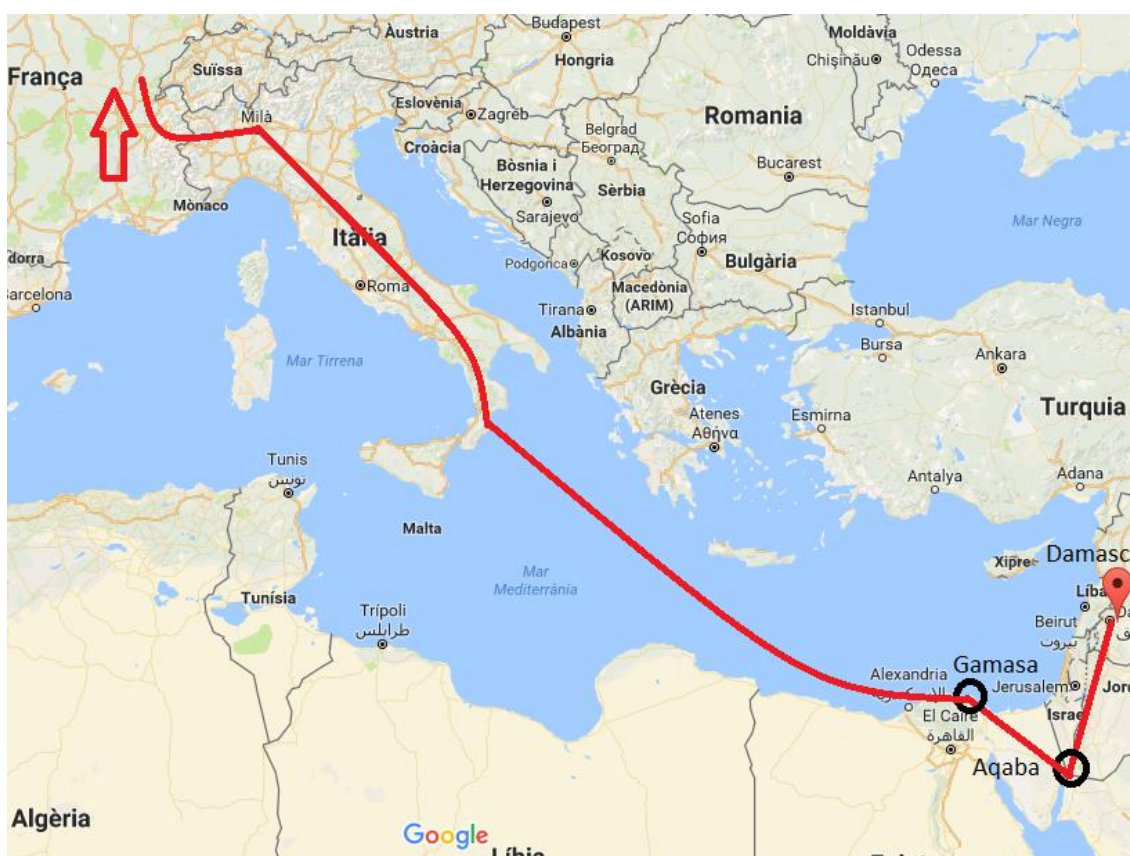 Budapest
Moldàvia
Àustria
Chișinău
Odessa
Одеса
França
Suïssa
Hongria
Eslovènia
Zagreb
Milà
Romania
Croàcia
Belgrad
Београд
Bòsnia i
Herzegovina
Bucarest
Mònaco
Sèrbia
Sarajevo
Sofia
София
Mar Negra
Itàlia
dorra
Podgorica
Kosovo
Bulgària
Barcelona
Roma
Macedònia
(ARIM)
Tirana
Istanbul
Albània
Bursa
Mar Tirrena
Ankara
Grècia
Turquia
Atenes
Αθήνα
Esmirna
Tunis
تونس
Antalya
Adana
Malta
Xipre
Damasc
Mar
Mediterrània
Líba
Tunísia
Trípoli
طرابلس
Beirut
بيروت
Da
Gamasa
Alexandria
Jerusalem
Jord
Israe
El Caire
القاهرة
Aqaba
Algèria
Google
Líbia